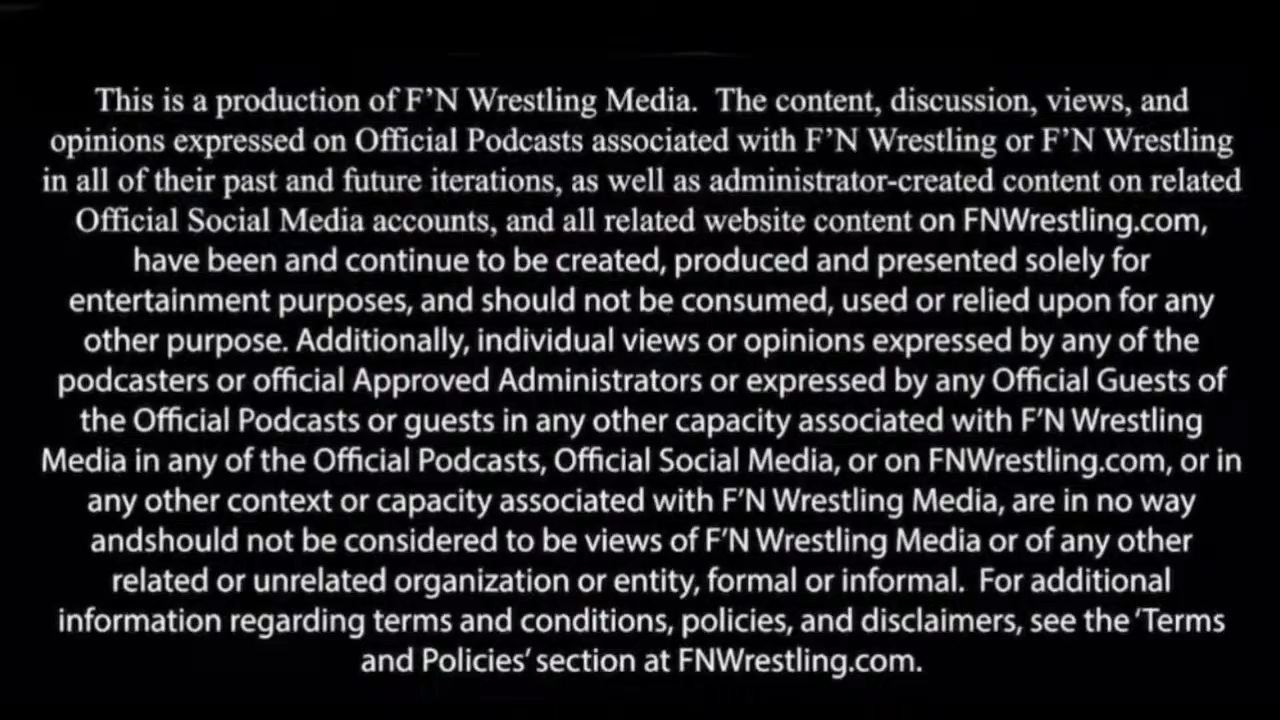 This is a production of F’N Wrestling Media.  The content, discussion, views, and
opinions expressed on Official Podcasts associated with F’N Wrestling or F’N Wrestling
in all of their past and future iterations, as well as administrator-created content on related
Official Social Media accounts, and all related website content on FNWrestling.com,
have been and continue to be created, produced and presented solely for
entertainment purposes, and should not be consumed, used or relied upon for any
other purpose. Additionally, individual views or opinions expressed by any of the
podcasters or official Approved Administrators or expressed by any Official Guests of
the Official Podcasts or guests in any other capacity associated with F’N Wrestling
Media in any of the Official Podcasts, Official Social Media, or on FNWrestling.com, or in
any other context or capacity associated with F’N Wrestling Media, are in no way
andshould not be considered to be views of F’N Wrestling Media or of any other
related or unrelated organization or entity, formal or informal.  For additional
information regarding terms and conditions, policies, and disclaimers, see the ‘Terms
and Policies’ section at FNWrestling.com.